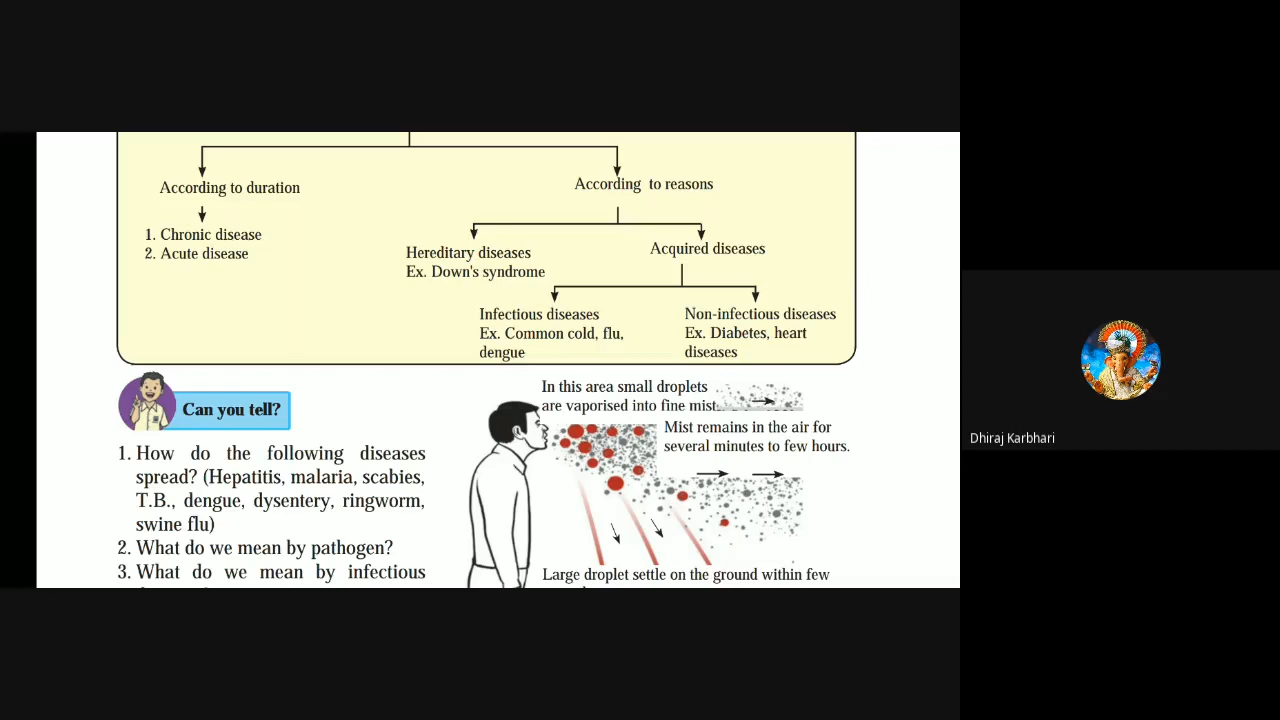 According to duration
According to reasons
1. Chronic disease
2. Acute disease
Hereditary diseases
Ex. Down's syndrome
Acquired diseases
Infectious diseases
Ex. Common cold, flu,
dengue
Non-infectious diseases
Ex. Diabetes, heart
diseases
Can you tell?
1. How do the following diseases
spread? (Hepatitis, malaria, scabies,
T.B., dengue, dysentery, ringworm,
swine flu)
2. What do we mean by pathogen?
3. What do we mean by infectious
In this area small droplets
are vaporised into fine mist.
Mist remains in the air for
several minutes to few hours.
Large droplet settle on the ground within few
Dhiraj Karbhari